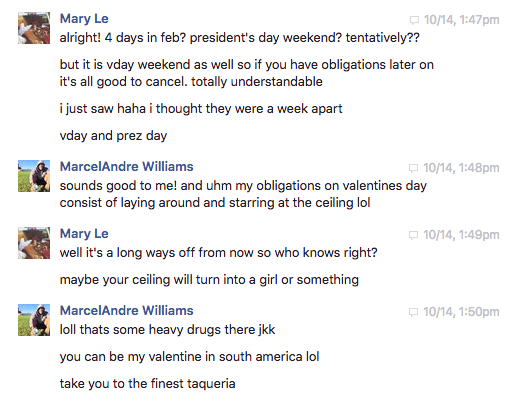 Mary Le 10/14, 1:47pm
alright! 4 days in feb? president's day weekend? tentatively??
but it is vday weekend as well so if you have obligations later on
it's all good to cancel. totally understandable
i just saw haha i thought they were a week apart
vday and prez day
MarcelAndre Williams 10/14, 1:48pm
sounds good to me! and uhm my obligations on valentines day
consist of laying around and starring at the ceiling lol
Mary Le 10/14, 1:49pm
well it's a long ways off from now so who knows right?
maybe your ceiling will turn into a girl or something
MarcelAndre Williams 10/14, 1:50pm
loll thats some heavy drugs there jkk
you can be my valentine in south america lol
take you to the finest taqueria